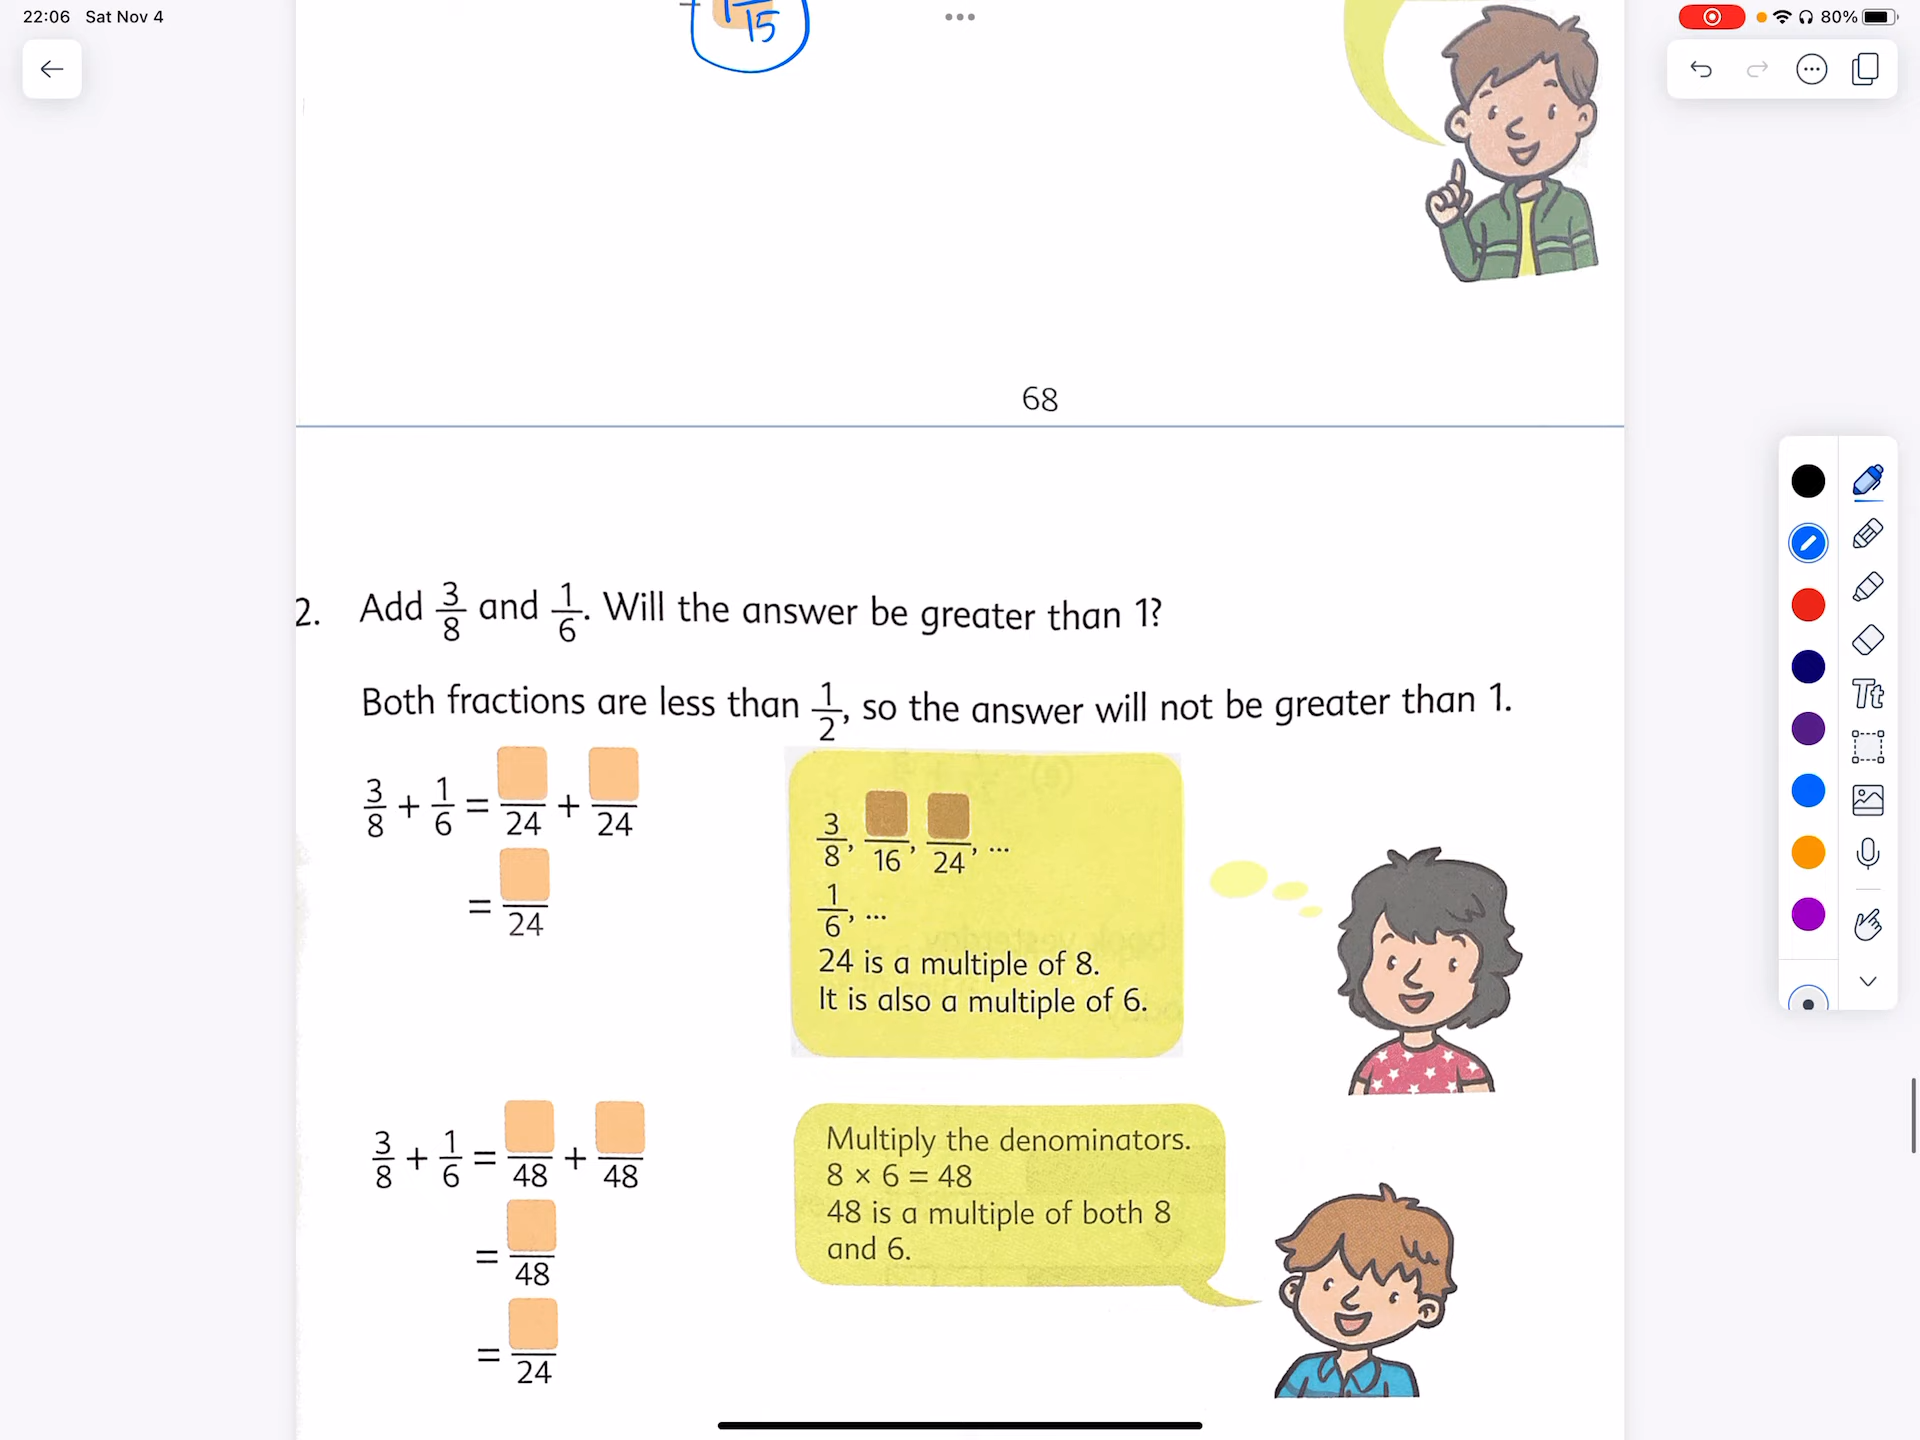 22:06 Sat Nov 4
80%
15
68
2. Add 3/8 and 1/6. Will the answer be greater than 1?
Both fractions are less than 1/2, so the answer will not be greater than 1.
3/8 + 1/6 = □/24 + □/24
= □/24
3/8, □/16, □/24, ...
1/6, ...
24 is a multiple of 8.
It is also a multiple of 6.
3/8 + 1/6 = □/48 + □/48
= □/48
= □/24
Multiply the denominators.
8 × 6 = 48
48 is a multiple of both 8
and 6.
Tt